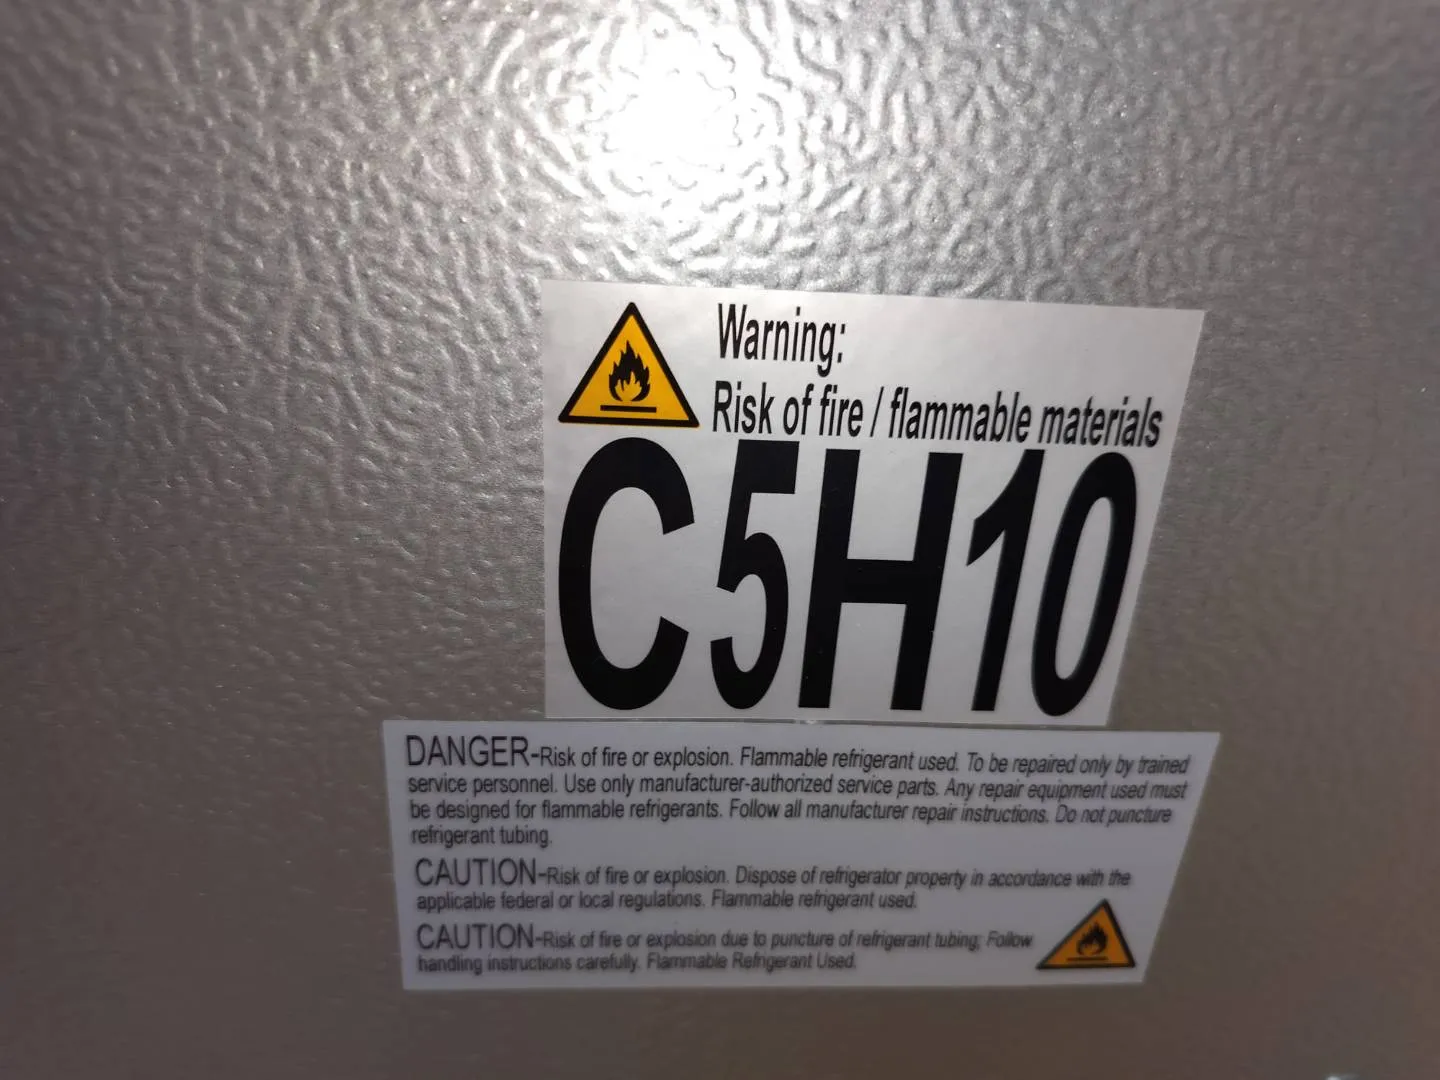 Warning:
Risk of fire / flammable materials
C5H10
DANGER-Risk of fire or explosion. Flammable refrigerant used. To be repaired only by trained
service personnel. Use only manufacturer-authorized service parts. Any repair equipment used must
be designed for flammable refrigerants. Follow all manufacturer repair instructions. Do not puncture
refrigerant tubing.
CAUTION-Risk of fire or explosion. Dispose of refrigerator property in accordance with the
applicable federal or local regulations. Flammable refrigerant used.
CAUTION-Risk of fire or explosion due to puncture of refrigerant tubing; Follow
handling instructions carefully. Flammable Refrigerant Used.